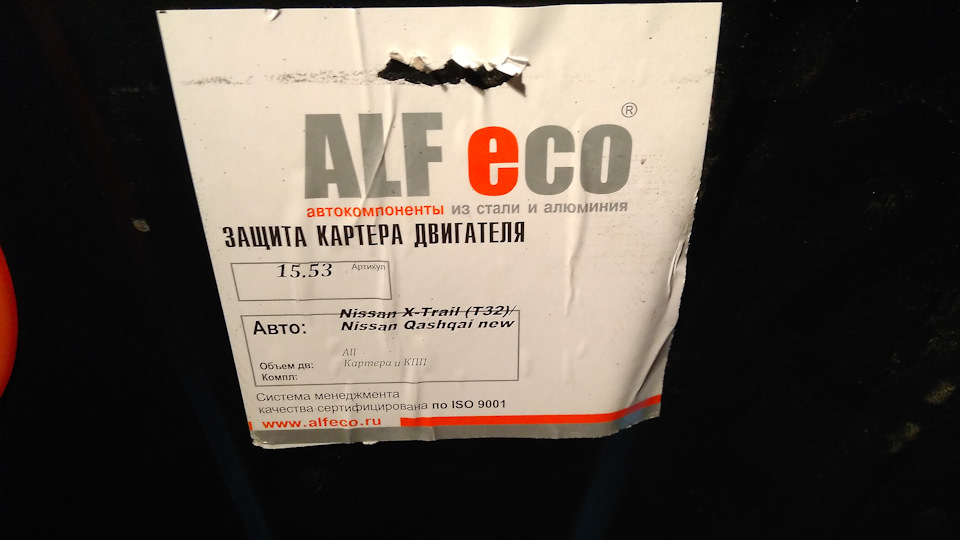 ALF eco ®
автокомпоненты из стали и алюминия
ЗАЩИТА КАРТЕРА ДВИГАТЕЛЯ
15.53 Артикул
Nissan X-Trail (T32)/
Авто: Nissan Qashqai new
All
Объем дв: Картера и КПП
Компл:
Система менеджмента
качества сертифицирована по ISO 9001
www.alfeco.ru